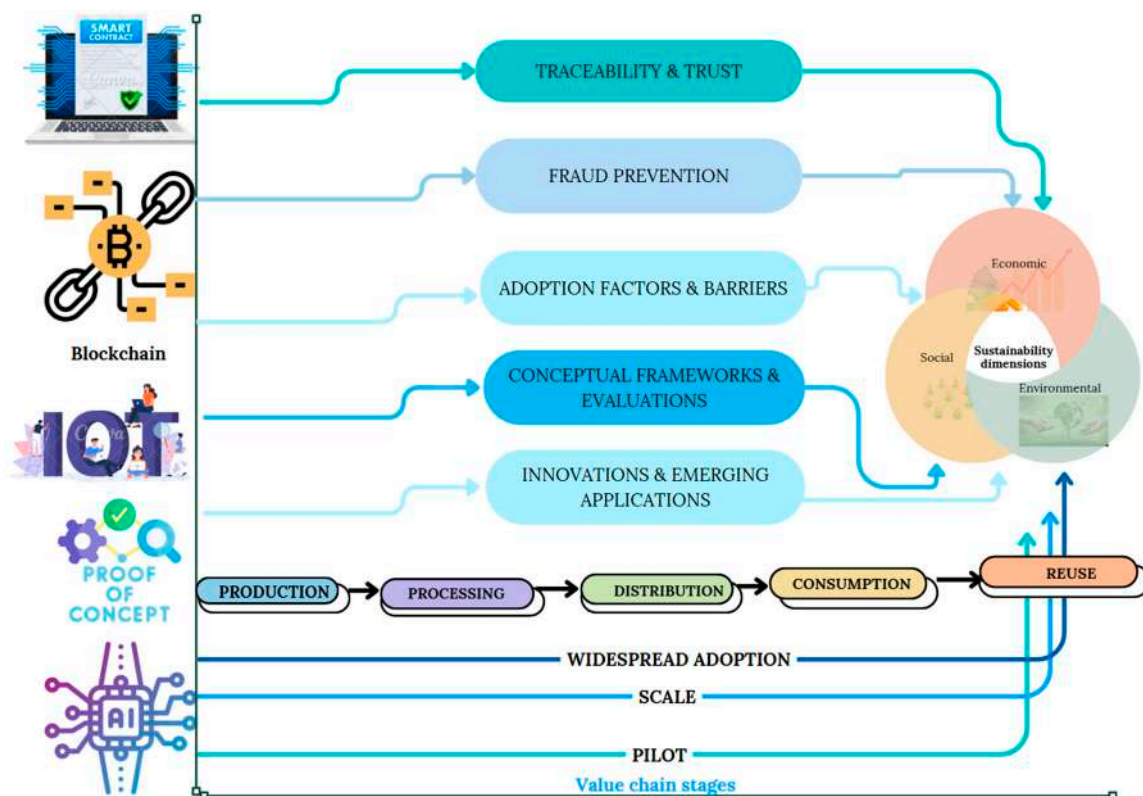 SMART
CONTRACT
Canva
TRACEABILITY & TRUST
FRAUD PREVENTION
Economic
ADOPTION FACTORS & BARRIERS
Blockchain
Social
Sustainability
dimensions
Environmental
CONCEPTUAL FRAMEWORKS &
EVALUATIONS
IOT
INNOVATIONS & EMERGING
APPLICATIONS
PROOF
OF
CONCEPT
PRODUCTION
PROCESSING
DISTRIBUTION
CONSUMPTION
REUSE
WIDESPREAD ADOPTION
SCALE
AI
PILOT
Value chain stages